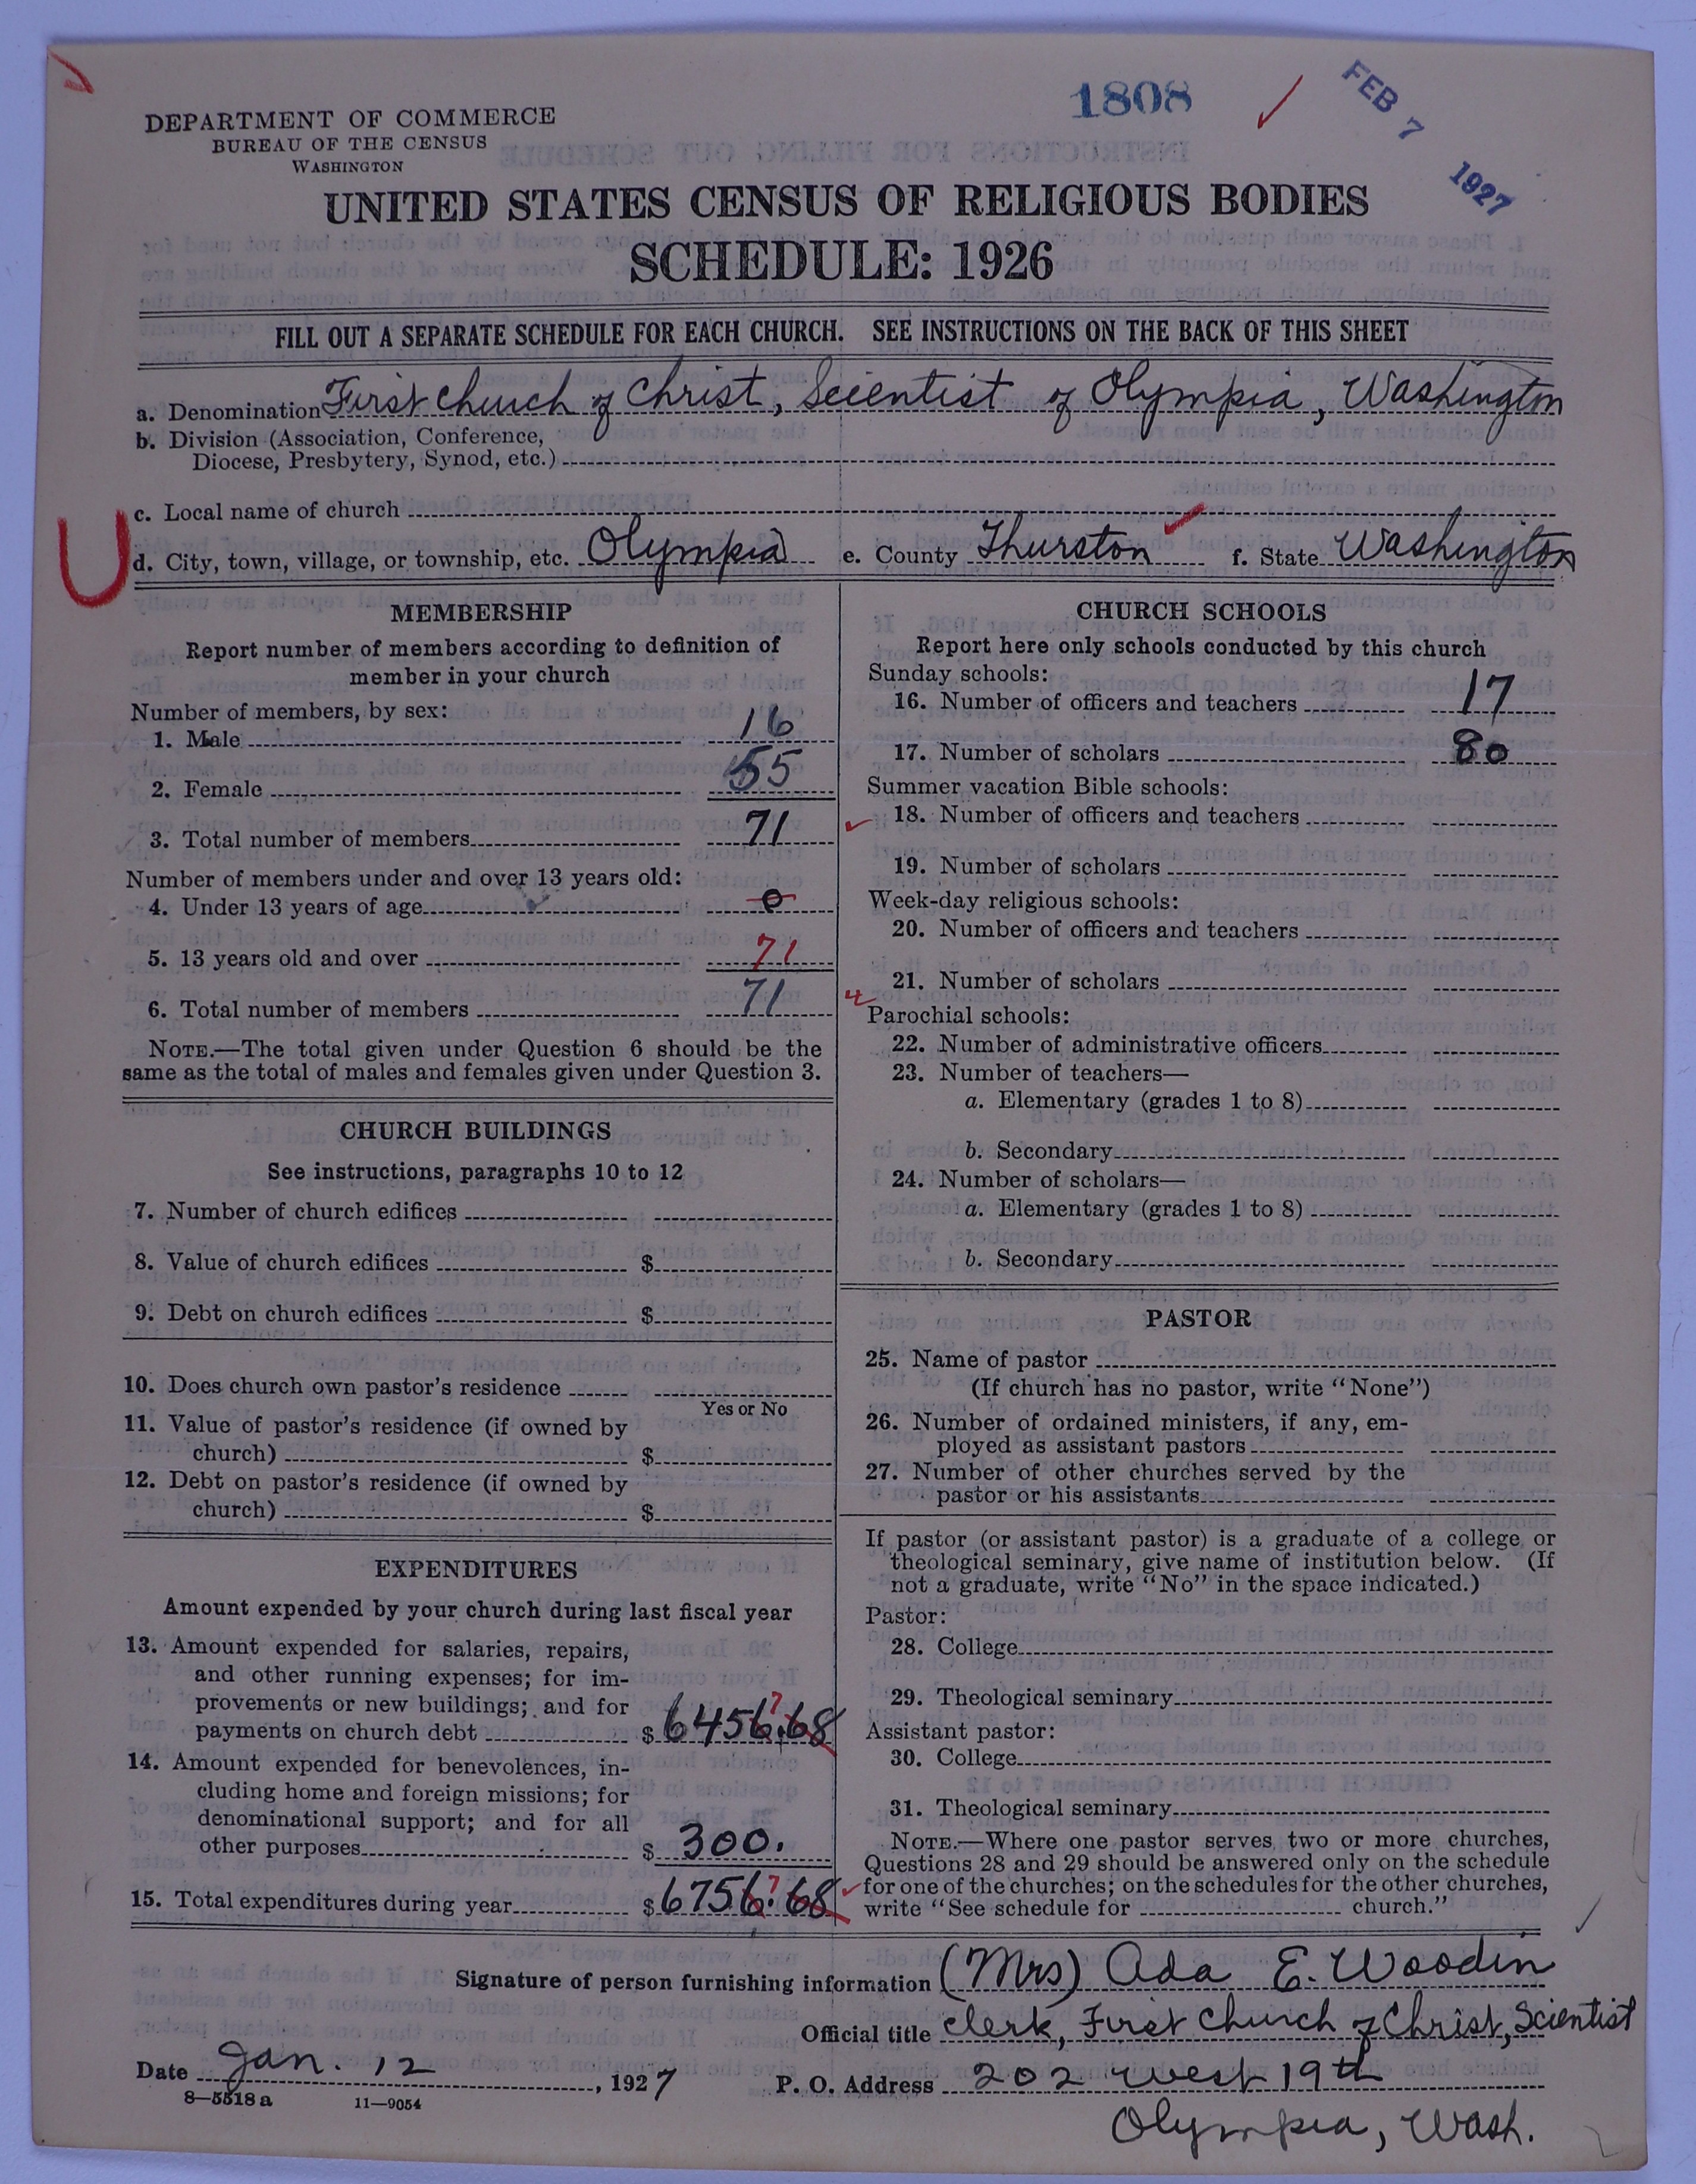 1808
FEB 7 1927
DEPARTMENT OF COMMERCE
BUREAU OF THE CENSUS
WASHINGTON
UNITED STATES CENSUS OF RELIGIOUS BODIES
SCHEDULE: 1926
FILL OUT A SEPARATE SCHEDULE FOR EACH CHURCH. SEE INSTRUCTIONS ON THE BACK OF THIS SHEET
a. Denomination First Church of Christ, Scientist of Olympia, Washington
b. Division (Association, Conference,
Diocese, Presbytery, Synod, etc.)
c. Local name of church
d. City, town, village, or township, etc. Olympia e. County Thurston f. State Washington
MEMBERSHIP
Report number of members according to definition of
member in your church
Number of members, by sex:
1. Male 16
2. Female 55
3. Total number of members 71
Number of members under and over 13 years old:
4. Under 13 years of age 0
5. 13 years old and over 71
6. Total number of members 71
NOTE.—The total given under Question 6 should be the
same as the total of males and females given under Question 3.
CHURCH BUILDINGS
See instructions, paragraphs 10 to 12
7. Number of church edifices
8. Value of church edifices $
9. Debt on church edifices $
10. Does church own pastor's residence
Yes or No
11. Value of pastor's residence (if owned by
church) $
12. Debt on pastor's residence (if owned by
church) $
EXPENDITURES
Amount expended by your church during last fiscal year
13. Amount expended for salaries, repairs,
and other running expenses; for im-
provements or new buildings; and for
payments on church debt $ 6456.68 7
14. Amount expended for benevolences, in-
cluding home and foreign missions; for
denominational support; and for all
other purposes $ 300.
15. Total expenditures during year $ 6756.68 7
CHURCH SCHOOLS
Report here only schools conducted by this church
Sunday schools:
16. Number of officers and teachers 17
17. Number of scholars 80
Summer vacation Bible schools:
18. Number of officers and teachers
19. Number of scholars
Week-day religious schools:
20. Number of officers and teachers
21. Number of scholars
Parochial schools:
22. Number of administrative officers
23. Number of teachers—
a. Elementary (grades 1 to 8)
b. Secondary
24. Number of scholars—
a. Elementary (grades 1 to 8)
b. Secondary
PASTOR
25. Name of pastor
(If church has no pastor, write "None")
26. Number of ordained ministers, if any, em-
ployed as assistant pastors
27. Number of other churches served by the
pastor or his assistants
If pastor (or assistant pastor) is a graduate of a college or
theological seminary, give name of institution below. (If
not a graduate, write "No" in the space indicated.)
Pastor:
28. College
29. Theological seminary
Assistant pastor:
30. College
31. Theological seminary
NOTE.—Where one pastor serves two or more churches,
Questions 28 and 29 should be answered only on the schedule
for one of the churches; on the schedules for the other churches,
write "See schedule for church."
Signature of person furnishing information (Mrs) Ada E. Woodin
Official title Clerk, First Church of Christ, Scientist
Date Jan. 12, 1927 P. O. Address 202 West 19th
8—5518 a 11—9054
Olympia, Wash.